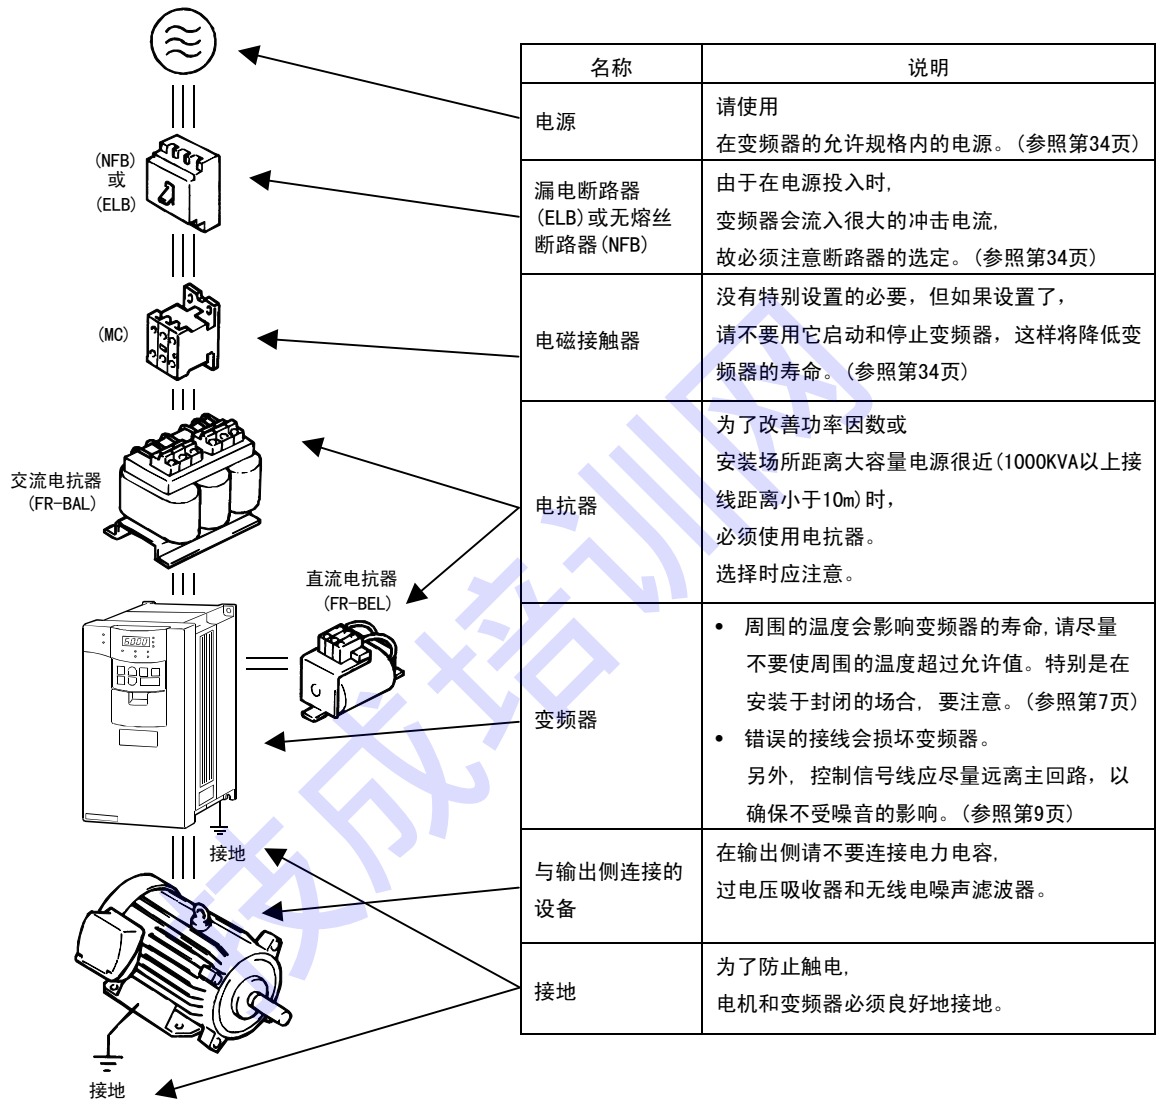 名称
说明
电源
请使用
在变频器的允许规格内的电源。(参照第34页)
漏电断路器
(ELB)或无熔丝
断路器(NFB)
由于在电源投入时,
变频器会流入很大的冲击电流,
故必须注意断路器的选定。(参照第34页)
电磁接触器
没有特别设置的必要，但如果设置了，
请不要用它启动和停止变频器，这样将降低变
频器的寿命。(参照第34页)
电抗器
为了改善功率因数或
安装场所距离大容量电源很近(1000KVA以上接
线距离小于10m)时，
必须使用电抗器。
选择时应注意。
变频器
• 周围的温度会影响变频器的寿命,请尽量
不要使周围的温度超过允许值。特别是在
安装于封闭的场合, 要注意。(参照第7页)
• 错误的接线会损坏变频器。
另外, 控制信号线应尽量远离主回路，以
确保不受噪音的影响。(参照第9页)
与输出侧连接的
设备
在输出侧请不要连接电力电容,
过电压吸收器和无线电噪声滤波器。
接地
为了防止触电,
电机和变频器必须良好地接地。
(NFB)
或
(ELB)
(MC)
交流电抗器
(FR-BAL)
直流电抗器
(FR-BEL)
接地
接地
技成培训网